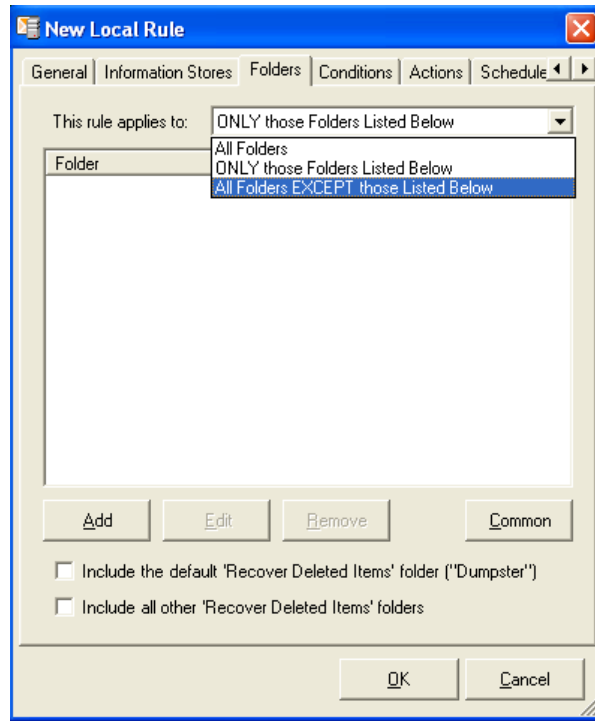 New Local Rule
General Information Stores Folders Conditions Actions Schedule
This rule applies to: ONLY those Folders Listed Below
All Folders
Folder
ONLY those Folders Listed Below
All Folders EXCEPT those Listed Below
Add Edit Remove Common
Include the default 'Recover Deleted Items' folder ("Dumpster")
Include all other 'Recover Deleted Items' folders
OK Cancel